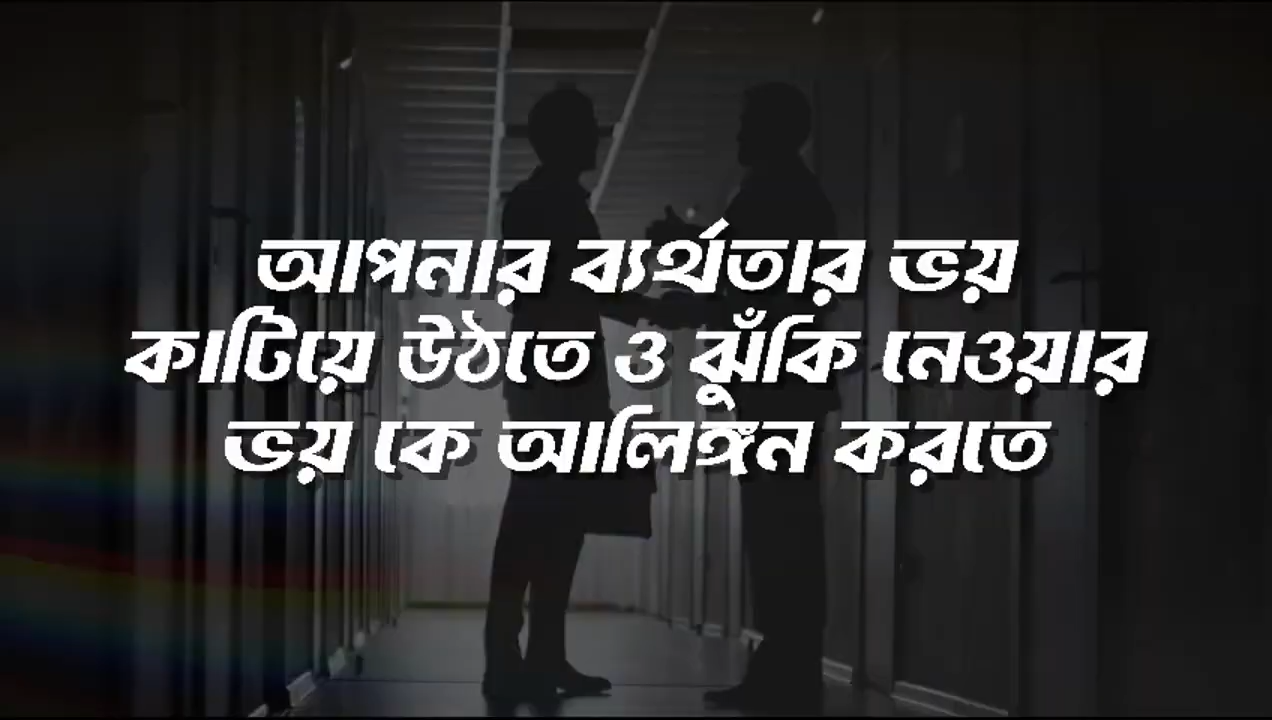 আপনার ব্যর্থতার ভয়
কাটিয়ে উঠতে ও ঝুঁকি নেওয়ার
ভয় কে আলিঙ্গন করতে